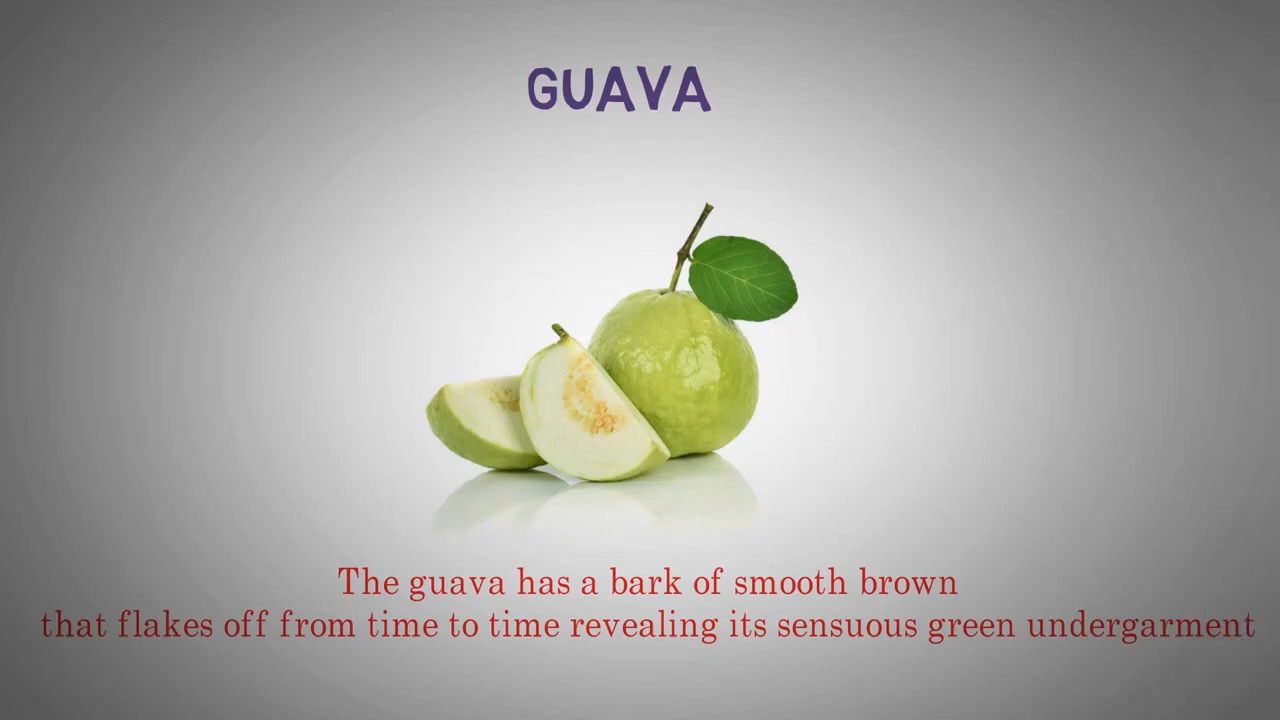 GUAVA
The guava has a bark of smooth brown
that flakes off from time to time revealing its sensuous green undergarment